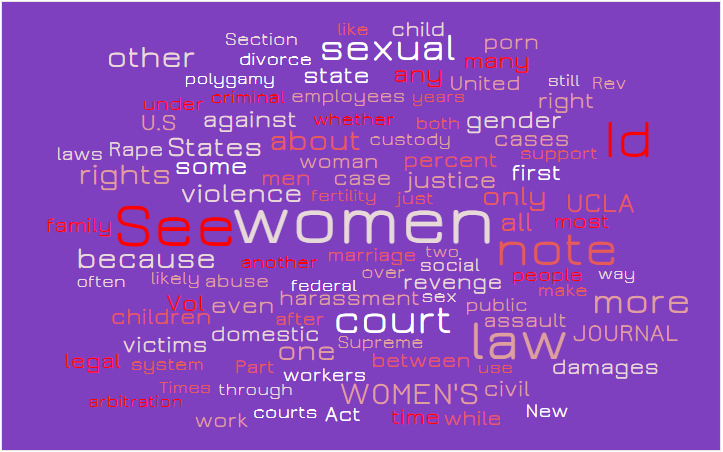 like child
Section sexual porn
other divorce
polygamy state any many
United still Rev
under criminal employees years
right
U.S against whether both gender
laws Rape States about custody cases Id
rights some woman percent support
men case justice first
violence fertility just only UCLA
family See women all most
because marriage two note
another social
often likely abuse over revenge people way
federal
Vol even harassment sex public make more
children after court assault
victims domestic Supreme law JOURNAL
legal system Part one between use damages
workers
Times through WOMEN'S civil
arbitration
work courts Act time while New